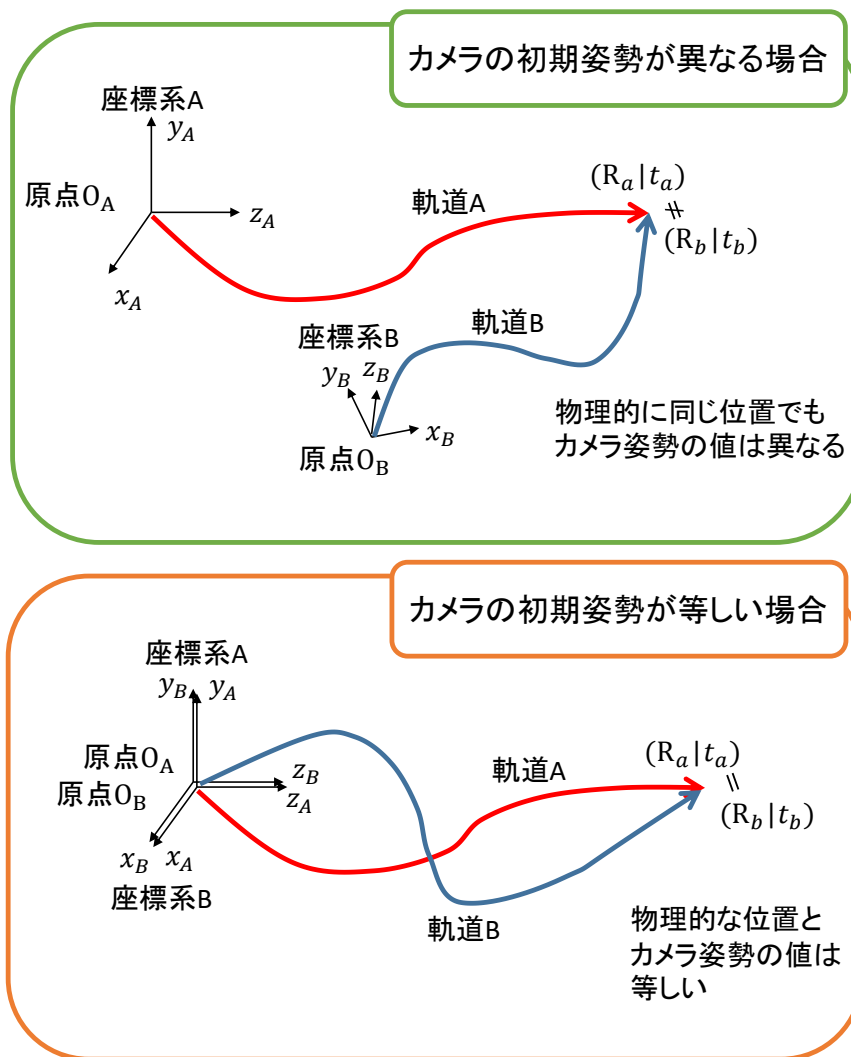 カメラの初期姿勢が異なる場合
座標系A
y_A
原点O_A
z_A
x_A
軌道A
(R_a|t_a)
≠
(R_b|t_b)
座標系B
y_B
z_B
x_B
原点O_B
軌道B
物理的に同じ位置でも
カメラ姿勢の値は異なる
カメラの初期姿勢が等しい場合
座標系A
y_B y_A
原点O_A
原点O_B
z_B
z_A
x_B x_A
座標系B
軌道A
(R_a|t_a)
=
(R_b|t_b)
軌道B
物理的な位置と
カメラ姿勢の値は
等しい